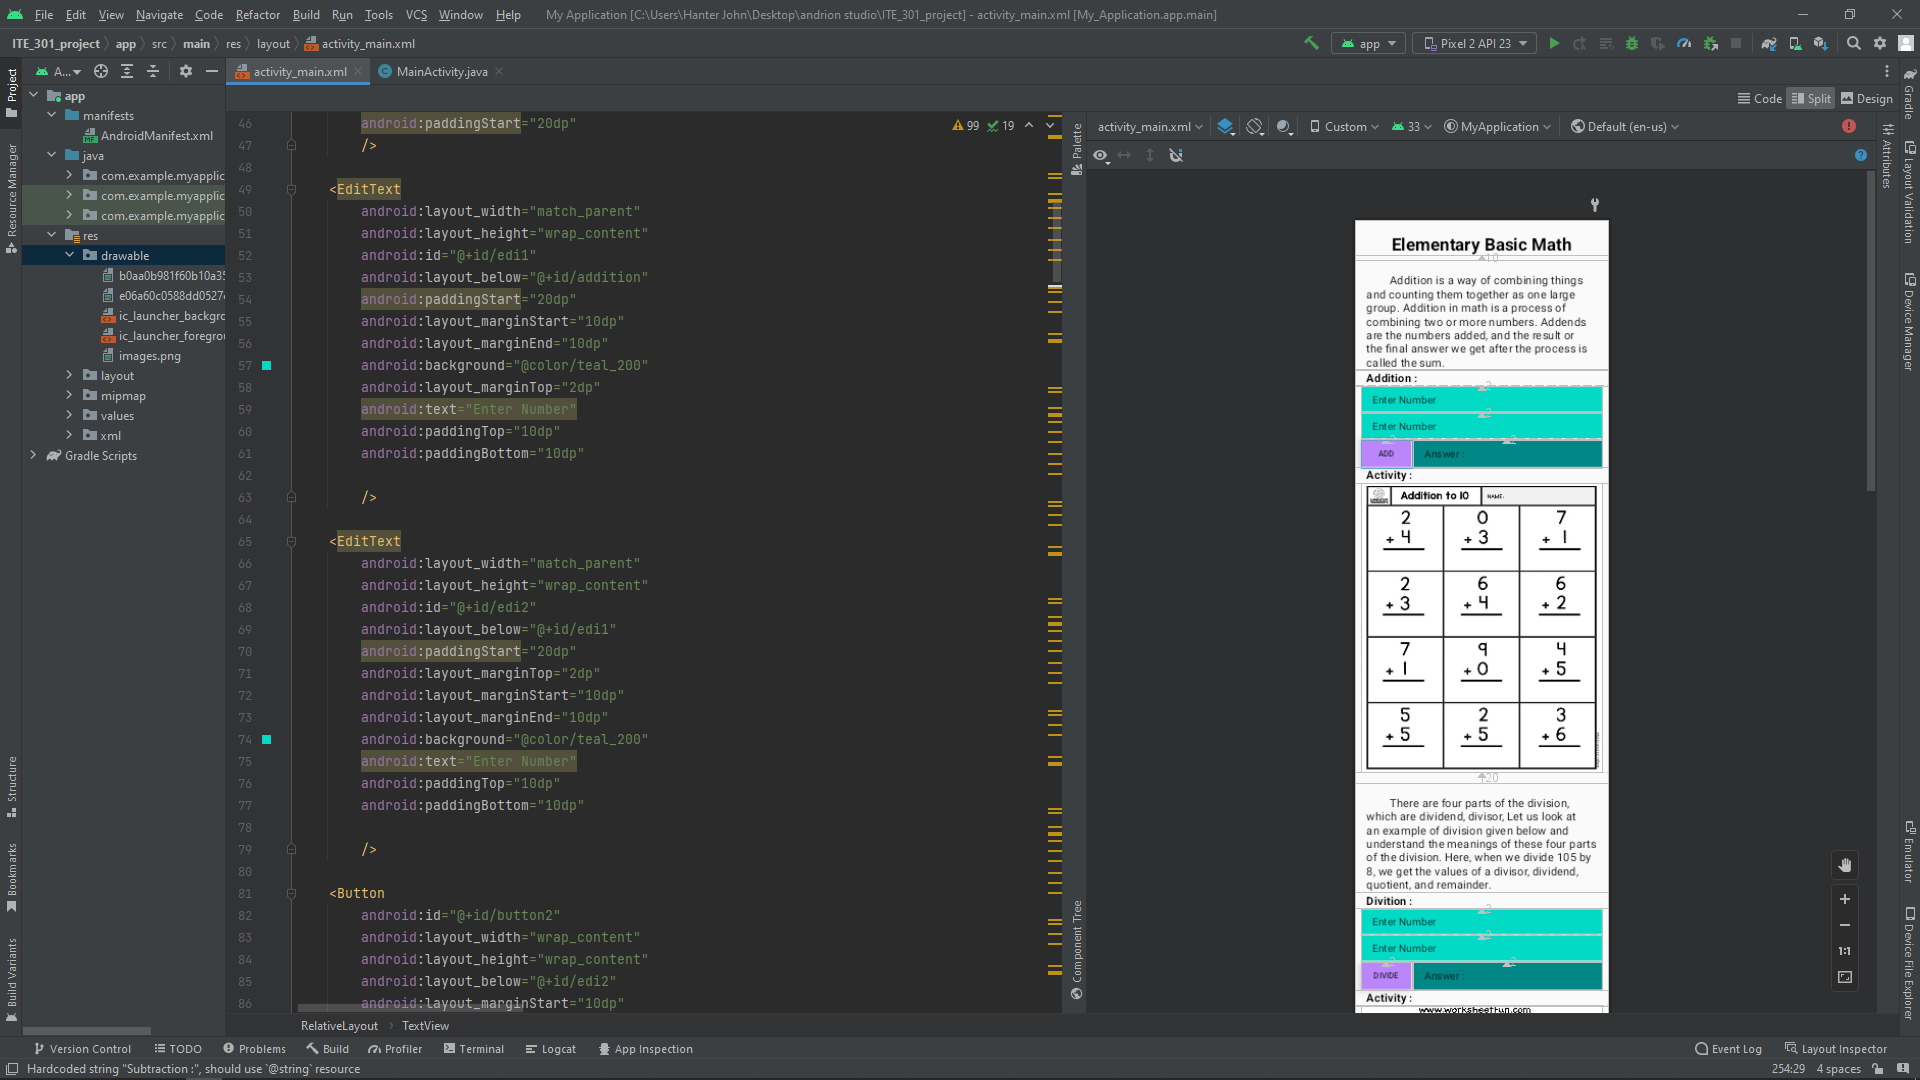 File Edit View Navigate Code Refactor Build Run Tools VCS Window Help My Application [C:\Users\Hanter John\Desktop\andrion studio\ITE_301_project] - activity_main.xml [My_Application.app.main]
ITE_301_project app src main res layout activity_main.xml
app Pixel 2 API 23
Project
A...
activity_main.xml MainActivity.java
Code Split Design
app
manifests
AndroidManifest.xml
java
com.example.myapplic
com.example.myapplic
com.example.myapplic
res
drawable
b0aa0b981f60b10a35
e06a60c0588dd0527
ic_launcher_backgro
ic_launcher_foregrou
images.png
layout
mipmap
values
xml
Gradle Scripts
Resource Manager
Structure
Bookmarks
Build Variants
99 19
46 android:paddingStart="20dp"
47 />
48
49 <EditText
50 android:layout_width="match_parent"
51 android:layout_height="wrap_content"
52 android:id="@+id/edi1"
53 android:layout_below="@+id/addition"
54 android:paddingStart="20dp"
55 android:layout_marginStart="10dp"
56 android:layout_marginEnd="10dp"
57 android:background="@color/teal_200"
58 android:layout_marginTop="2dp"
59 android:text="Enter Number"
60 android:paddingTop="10dp"
61 android:paddingBottom="10dp"
62
63 />
64
65 <EditText
66 android:layout_width="match_parent"
67 android:layout_height="wrap_content"
68 android:id="@+id/edi2"
69 android:layout_below="@+id/edi1"
70 android:paddingStart="20dp"
71 android:layout_marginTop="2dp"
72 android:layout_marginStart="10dp"
73 android:layout_marginEnd="10dp"
74 android:background="@color/teal_200"
75 android:text="Enter Number"
76 android:paddingTop="10dp"
77 android:paddingBottom="10dp"
78
79 />
80
81 <Button
82 android:id="@+id/button2"
83 android:layout_width="wrap_content"
84 android:layout_height="wrap_content"
85 android:layout_below="@+id/edi2"
86 android:layout_marginStart="10dp"
RelativeLayout TextView
Palette
Component Tree
activity_main.xml Custom 33 MyApplication Default (en-us)
Elementary Basic Math
10
Addition is a way of combining things
and counting them together as one large
group. Addition in math is a process of
combining two or more numbers. Addends
are the numbers added, and the result or
the final answer we get after the process is
called the sum.
Addition :
2
Enter Number
2
Enter Number
2 2
ADD Answer :
Activity :
Addition to 10 NAME:
2 0 7
+ 4 + 3 + 1
2 6 6
+ 3 + 4 + 2
7 9 4
+ 1 + 0 + 5
5 2 3
+ 5 + 5 + 6
20
There are four parts of the division,
which are dividend, divisor, Let us look at
an example of division given below and
understand the meanings of these four parts
of the division. Here, when we divide 105 by
8, we get the values of a divisor, dividend,
quotient, and remainder.
Divition :
2
Enter Number
2
Enter Number
2 2
DIVIDE Answer :
Activity :
www.worksheetfun.com
1:1
Attributes
Gradle
Layout Validation
Device Manager
Emulator
Device File Explorer
Version Control TODO Problems Build Profiler Terminal Logcat App Inspection Event Log Layout Inspector
Hardcoded string "Subtraction :", should use `@string` resource 254:29 4 spaces